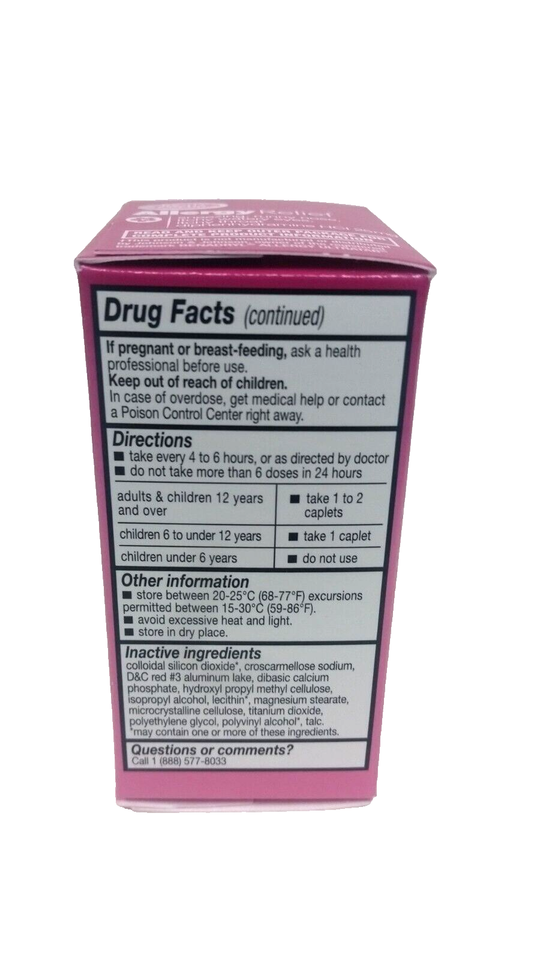 Allergy Relief
READ AND KEEP OUTER
COMPLETE PRODUCT INFORMATION
Drug Facts (continued)
If pregnant or breast-feeding, ask a health
professional before use.
Keep out of reach of children.
In case of overdose, get medical help or contact
a Poison Control Center right away.
Directions
■ take every 4 to 6 hours, or as directed by doctor
■ do not take more than 6 doses in 24 hours
adults & children 12 years
and over
■ take 1 to 2
caplets
children 6 to under 12 years
■ take 1 caplet
children under 6 years
■ do not use
Other information
■ store between 20-25°C (68-77°F) excursions
permitted between 15-30°C (59-86°F).
■ avoid excessive heat and light.
■ store in dry place.
Inactive ingredients
colloidal silicon dioxide*, croscarmellose sodium,
D&C red #3 aluminum lake, dibasic calcium
phosphate, hydroxyl propyl methyl cellulose,
isopropyl alcohol, lecithin*, magnesium stearate,
microcrystalline cellulose, titanium dioxide,
polyethylene glycol, polyvinyl alcohol*, talc.
*may contain one or more of these ingredients.
Questions or comments?
Call 1 (888) 577-8033